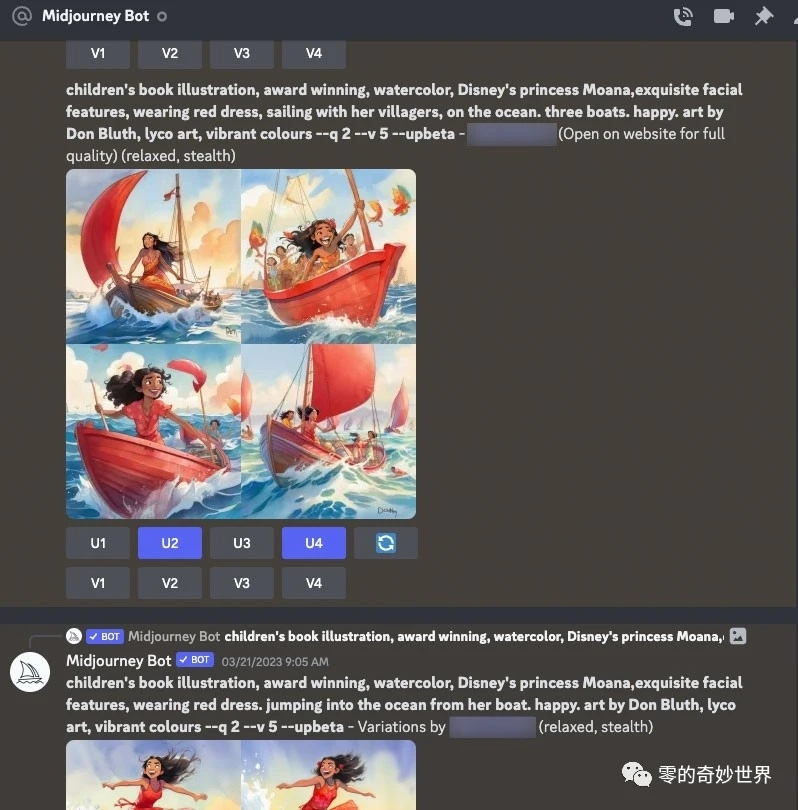 Midjourney Bot
V1 V2 V3 V4
children's book illustration, award winning, watercolor, Disney's princess Moana,exquisite facial
features, wearing red dress, sailing with her villagers, on the ocean. three boats. happy. art by
Don Bluth, lyco art, vibrant colours --q 2 --v 5 --upbeta - (Open on website for full
quality) (relaxed, stealth)
U1 U2 U3 U4
V1 V2 V3 V4
BOT Midjourney Bot children's book illustration, award winning, watercolor, Disney's princess Moana,
Midjourney Bot BOT 03/21/2023 9:05 AM
children's book illustration, award winning, watercolor, Disney's princess Moana,exquisite facial
features, wearing red dress. jumping into the ocean from her boat. happy. art by Don Bluth, lyco
art, vibrant colours --q 2 --v 5 --upbeta - Variations by (relaxed, stealth)
零的奇妙世界